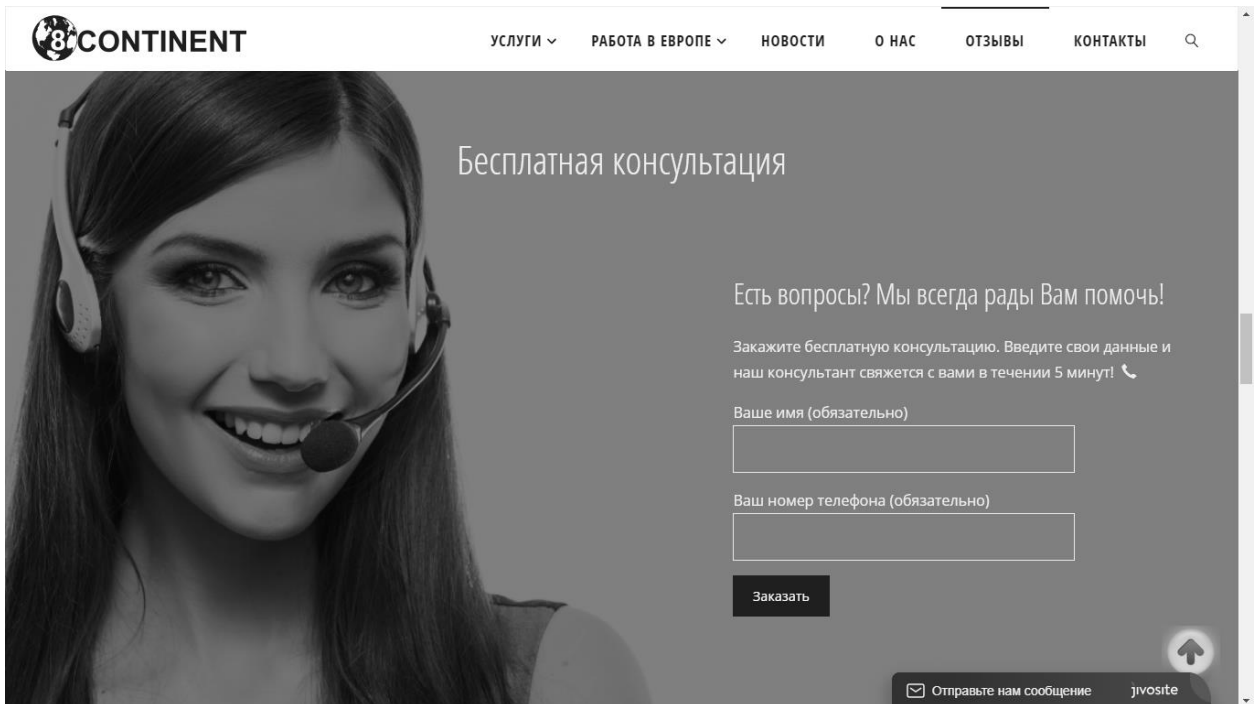 8 CONTINENT
УСЛУГИ РАБОТА В ЕВРОПЕ НОВОСТИ О НАС ОТЗЫВЫ КОНТАКТЫ
Бесплатная консультация
Есть вопросы? Мы всегда рады Вам помочь!
Закажите бесплатную консультацию. Введите свои данные и
наш консультант свяжется с вами в течении 5 минут!
Ваше имя (обязательно)
Ваш номер телефона (обязательно)
Заказать
Отправьте нам сообщение jivosite